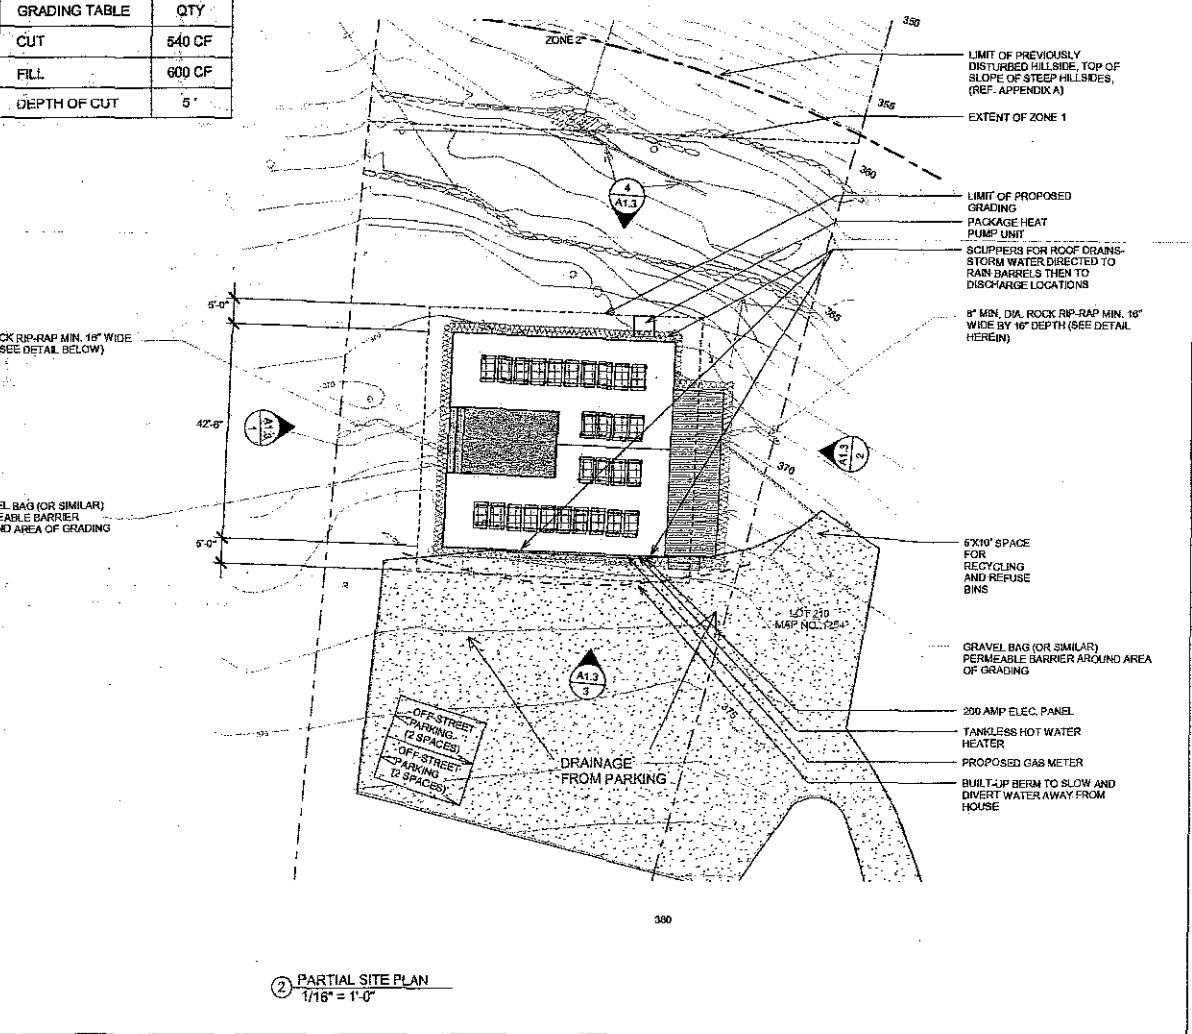 GRADING TABLE QTY
CUT 540 CF
FILL 600 CF
DEPTH OF CUT 5'
ZONE 2
350
355
360
365
370
370
375
380
LIMIT OF PREVIOUSLY
DISTURBED HILLSIDE, TOP OF
SLOPE OF STEEP HILLSIDES,
(REF. APPENDIX A)
EXTENT OF ZONE 1
LIMIT OF PROPOSED
GRADING
PACKAGE HEAT
PUMP UNIT
SCUPPERS FOR ROOF DRAINS-
STORM WATER DIRECTED TO
RAIN BARRELS THEN TO
DISCHARGE LOCATIONS
8" MIN. DIA. ROCK RIP-RAP MIN. 16"
WIDE BY 16" DEPTH (SEE DETAIL
HEREIN)
4
A1.3
5'-0"
CK RIP-RAP MIN. 16" WIDE
SEE DETAIL BELOW)
42'-6"
A1.3
1
A1.3
2
EL BAG (OR SIMILAR)
EABLE BARRIER
ND AREA OF GRADING
5'-0"
6'X10' SPACE
FOR
RECYCLING
AND REFUSE
BINS
LOT 210
MAP NO.
GRAVEL BAG (OR SIMILAR)
PERMEABLE BARRIER AROUND AREA
OF GRADING
A1.3
3
200 AMP ELEC. PANEL
TANKLESS HOT WATER
HEATER
PROPOSED GAS METER
BUILT-UP BERM TO SLOW AND
DIVERT WATER AWAY FROM
HOUSE
OFF-STREET
PARKING
(2 SPACES)
OFF-STREET
PARKING
(2 SPACES)
DRAINAGE
FROM PARKING
2 PARTIAL SITE PLAN
1/16" = 1'-0"